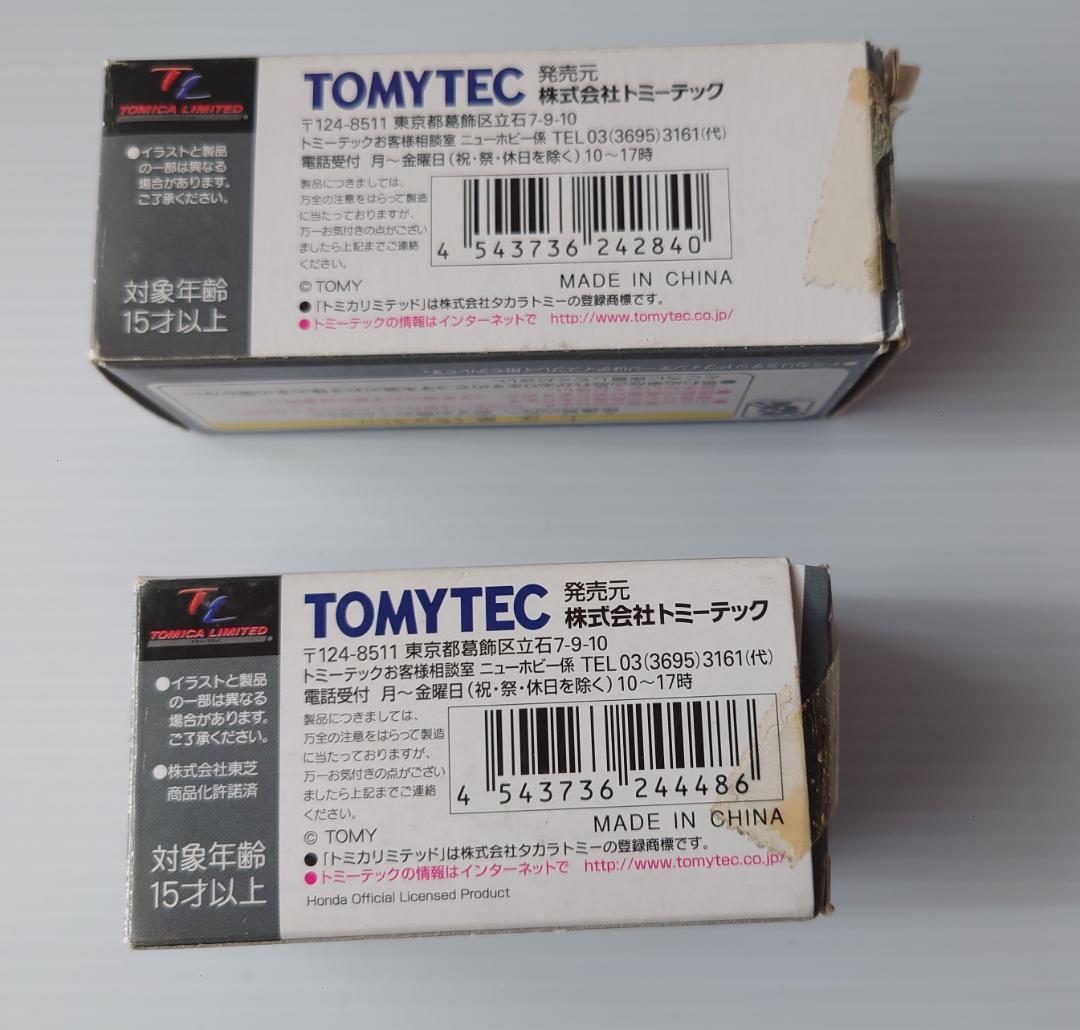 TL
TOMICA LIMITED
●イラストと製品
の一部は異なる
場合があります。
ご了承ください。
対象年齢
15才以上
TOMYTEC 発売元
株式会社トミーテック
〒124-8511 東京都葛飾区立石7-9-10
トミーテックお客様相談室 ニューホビー係 TEL 03(3695)3161(代)
電話受付 月～金曜日(祝・祭・休日を除く)10～17時
製品につきましては、
万全の注意をはらって製造
に当たっておりますが、
万一お気付きの点がござい
ましたら上記までご連絡
ください。
4 543736 242840
© TOMY MADE IN CHINA
●「トミカリミテッド」は株式会社タカラトミーの登録商標です。
●トミーテックの情報はインターネットで http://www.tomytec.co.jp/
TL
TOMICA LIMITED
●イラストと製品
の一部は異なる
場合があります。
ご了承ください。
●株式会社東芝
商品化許諾済
対象年齢
15才以上
TOMYTEC 発売元
株式会社トミーテック
〒124-8511 東京都葛飾区立石7-9-10
トミーテックお客様相談室 ニューホビー係 TEL 03(3695)3161(代)
電話受付 月～金曜日(祝・祭・休日を除く)10～17時
製品につきましては、
万全の注意をはらって製造
に当たっておりますが、
万一お気付きの点がござい
ましたら上記までご連絡
ください。
4 543736 244486
© TOMY MADE IN CHINA
●「トミカリミテッド」は株式会社タカラトミーの登録商標です。
●トミーテックの情報はインターネットで http://www.tomytec.co.jp/
Honda Official Licensed Product